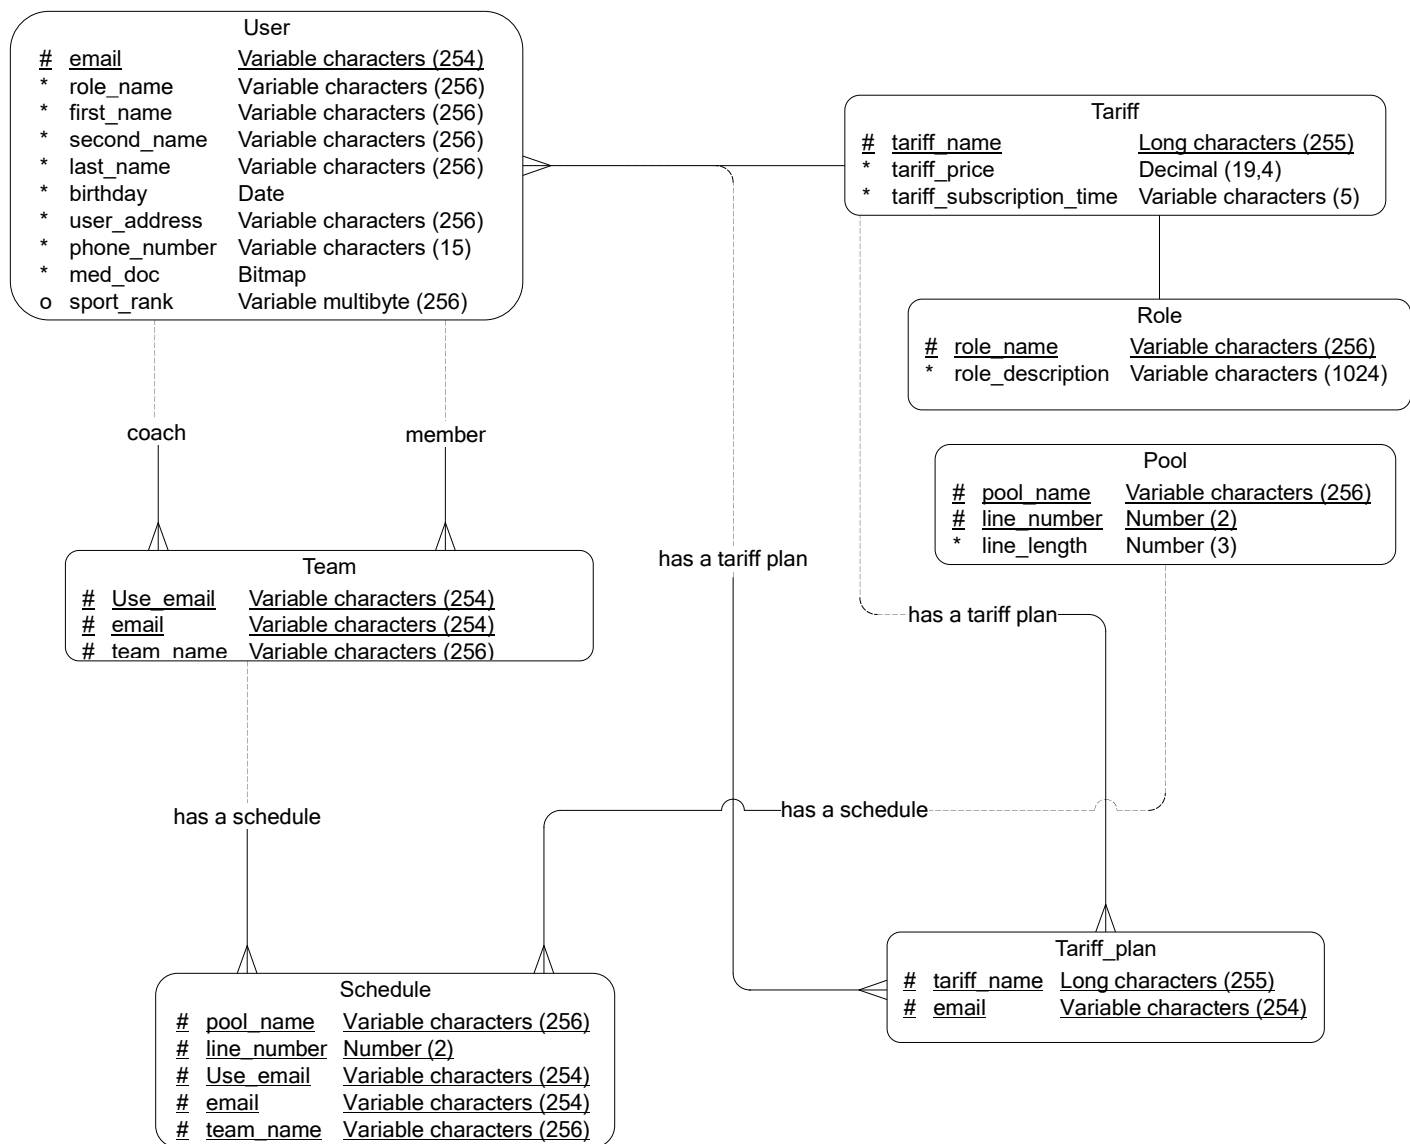 User
# email Variable characters (254)
* role_name Variable characters (256)
* first_name Variable characters (256)
* second_name Variable characters (256)
* last_name Variable characters (256)
* birthday Date
* user_address Variable characters (256)
* phone_number Variable characters (15)
* med_doc Bitmap
o sport_rank Variable multibyte (256)
Tariff
# tariff_name Long characters (255)
* tariff_price Decimal (19,4)
* tariff_subscription_time Variable characters (5)
Role
# role_name Variable characters (256)
* role_description Variable characters (1024)
coach
member
Pool
# pool_name Variable characters (256)
# line_number Number (2)
* line_length Number (3)
has a tariff plan
Team
# Use_email Variable characters (254)
# email Variable characters (254)
# team_name Variable characters (256)
has a tariff plan
has a schedule
has a schedule
Tariff_plan
# tariff_name Long characters (255)
# email Variable characters (254)
Schedule
# pool_name Variable characters (256)
# line_number Number (2)
# Use_email Variable characters (254)
# email Variable characters (254)
# team_name Variable characters (256)